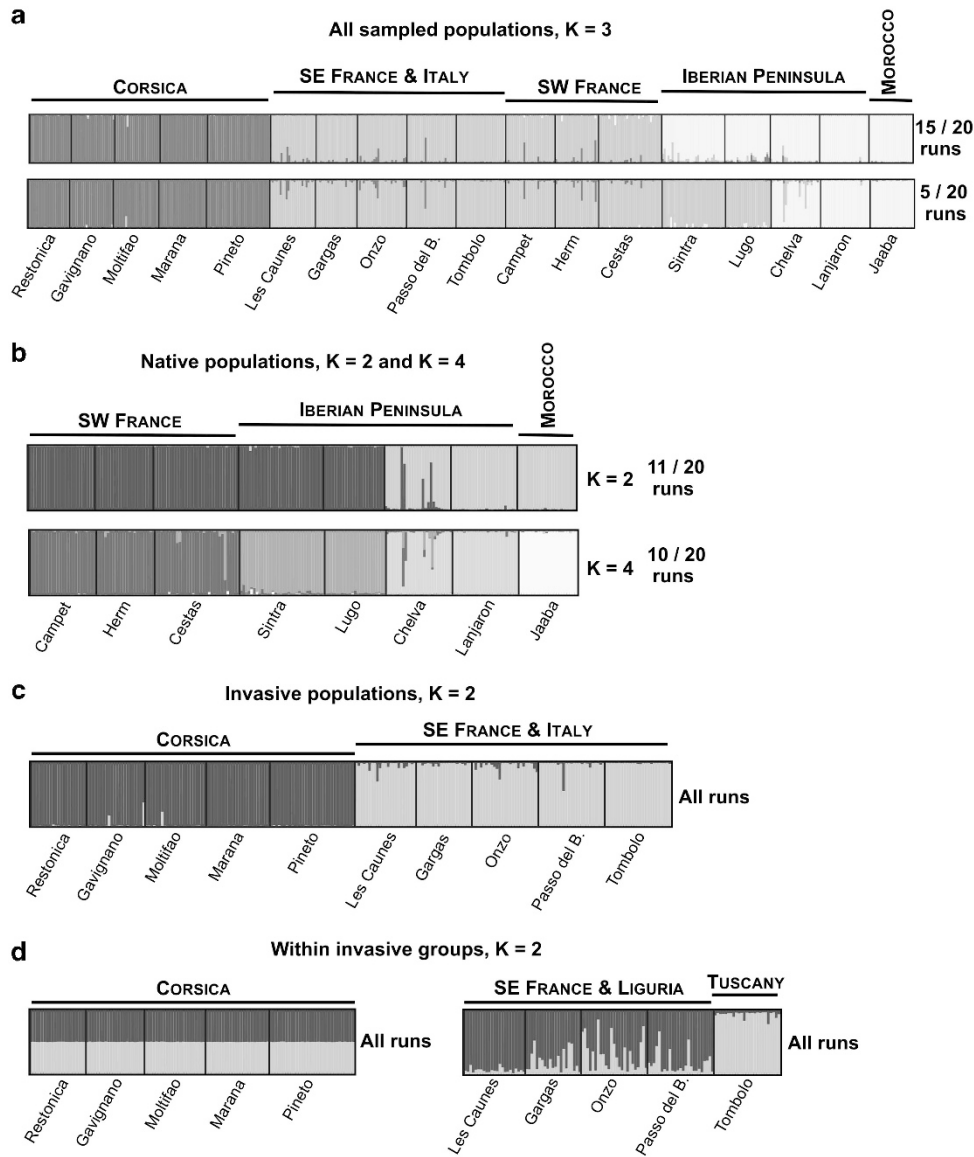 a
All sampled populations, K = 3
CORSICA
SE FRANCE & ITALY
SW FRANCE
IBERIAN PENINSULA
MOROCCO
15 / 20
runs
5 / 20
runs
Restonica
Gavignano
Moltifao
Marana
Pineto
Les Caunes
Gargas
Onzo
Passo del B.
Tombolo
Campet
Herm
Cestas
Sintra
Lugo
Chelva
Lanjaron
Jaaba
b
Native populations, K = 2 and K = 4
SW FRANCE
IBERIAN PENINSULA
MOROCCO
K = 2 11 / 20
runs
K = 4 10 / 20
runs
Campet
Herm
Cestas
Sintra
Lugo
Chelva
Lanjaron
Jaaba
c
Invasive populations, K = 2
CORSICA
SE FRANCE & ITALY
All runs
Restonica
Gavignano
Moltifao
Marana
Pineto
Les Caunes
Gargas
Onzo
Passo del B.
Tombolo
d
Within invasive groups, K = 2
CORSICA
SE FRANCE & LIGURIA
TUSCANY
All runs
All runs
Restonica
Gavignano
Moltifao
Marana
Pineto
Les Caunes
Gargas
Onzo
Passo del B.
Tombolo